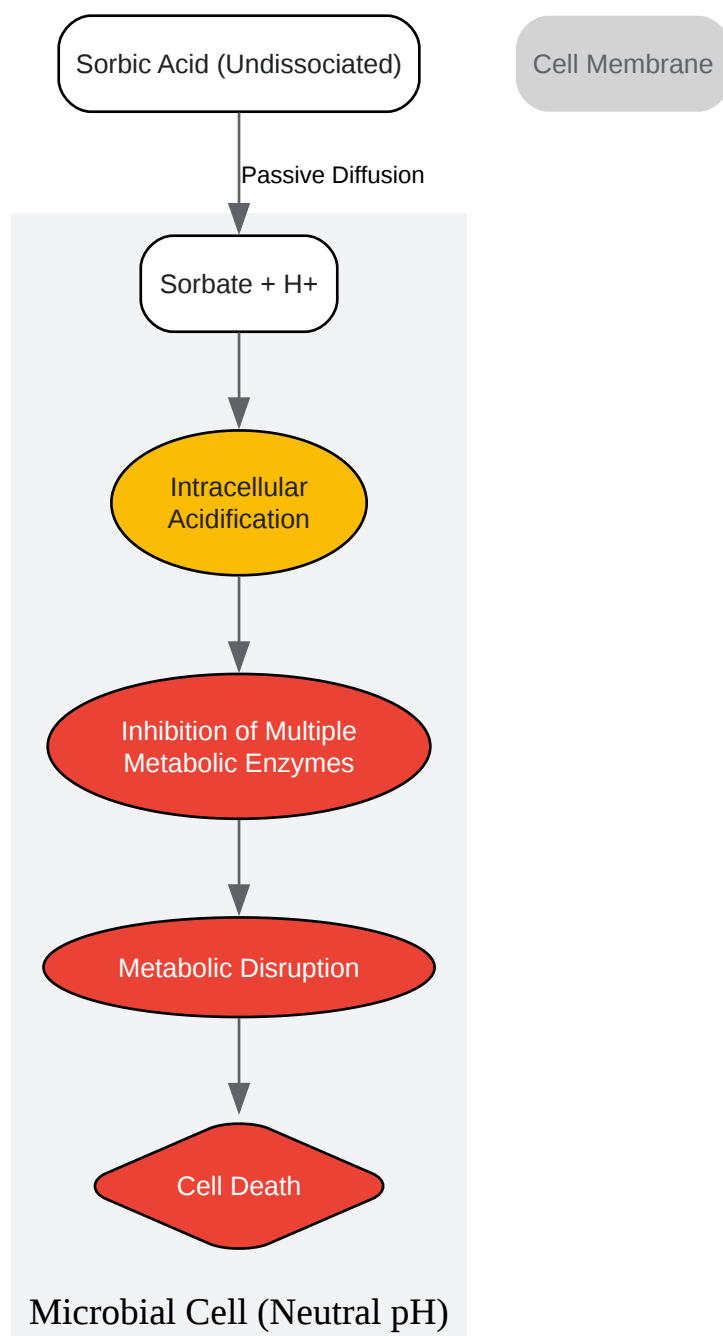 Sorbic Acid (Undissociated)
Cell Membrane
Passive Diffusion
Sorbate + H+
Intracellular
Acidification
Inhibition of Multiple
Metabolic Enzymes
Metabolic Disruption
Cell Death
Microbial Cell (Neutral pH)